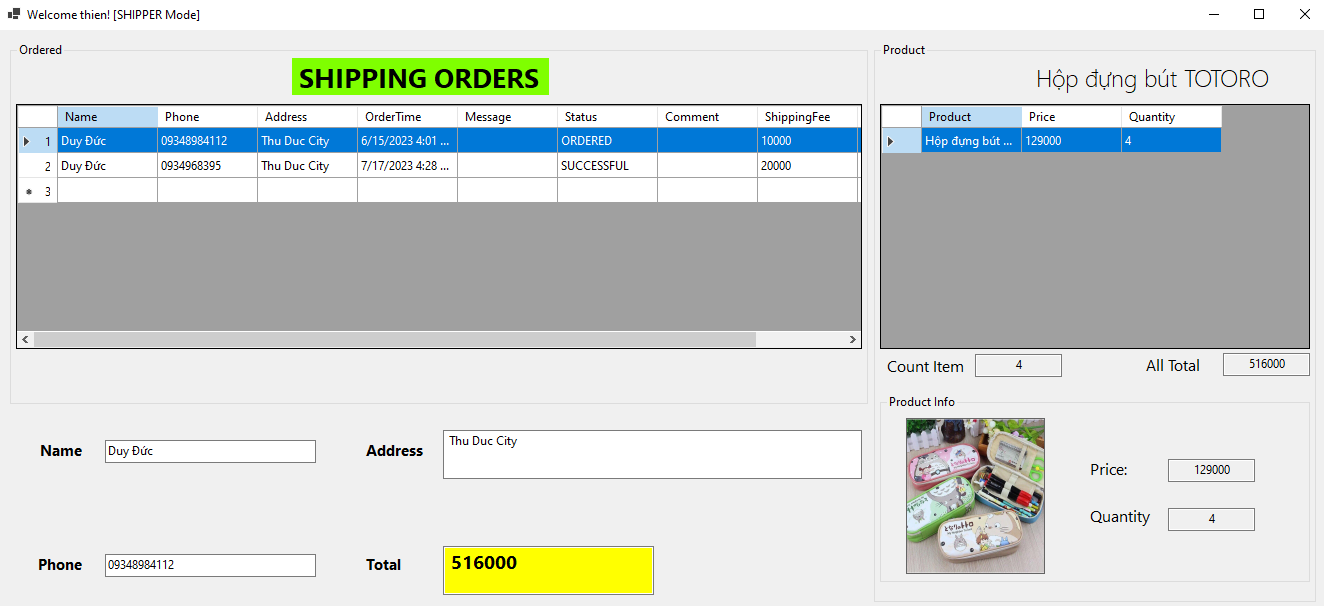 Welcome thien! [SHIPPER Mode]
Ordered
SHIPPING ORDERS
Name Phone Address OrderTime Message Status Comment ShippingFee
1 Duy Đức 09348984112 Thu Duc City 6/15/2023 4:01 ... ORDERED 10000
2 Duy Đức 0934968395 Thu Duc City 7/17/2023 4:28 ... SUCCESSFUL 20000
3
Name Duy Đức
Address Thu Duc City
Phone 09348984112
Total 516000
Product
Hộp đựng bút TOTORO
Product Price Quantity
Hộp đựng bút ... 129000 4
Count Item 4 All Total 516000
Product Info
Price: 129000
Quantity 4